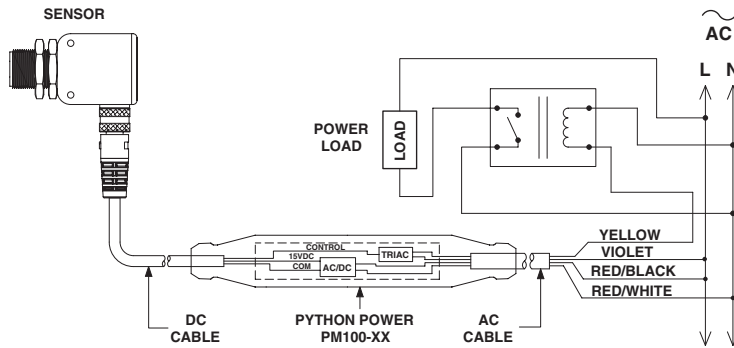 SENSOR
AC
L N
POWER
LOAD
LOAD
YELLOW
VIOLET
RED/BLACK
RED/WHITE
CONTROL
15VDC
COM
TRIAC
AC/DC
DC
CABLE
PYTHON POWER
PM100-XX
AC
CABLE